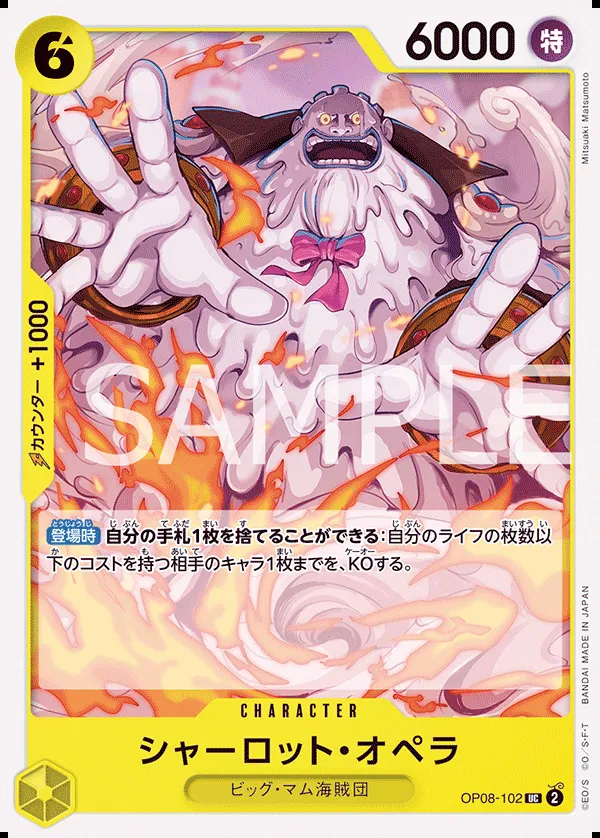 6
6000 特
Mitsuaki Matsumoto
カウンター +1000
SAMPLE
登場時 自分の手札1枚を捨てることができる:自分のライフの枚数以
下のコストを持つ相手のキャラ1枚までを、KOする。
BANDAI MADE IN JAPAN
©E.O/S ©O/S・F・T
CHARACTER
シャーロット・オペラ
ビッグ・マム海賊団
OP08-102 UC 2